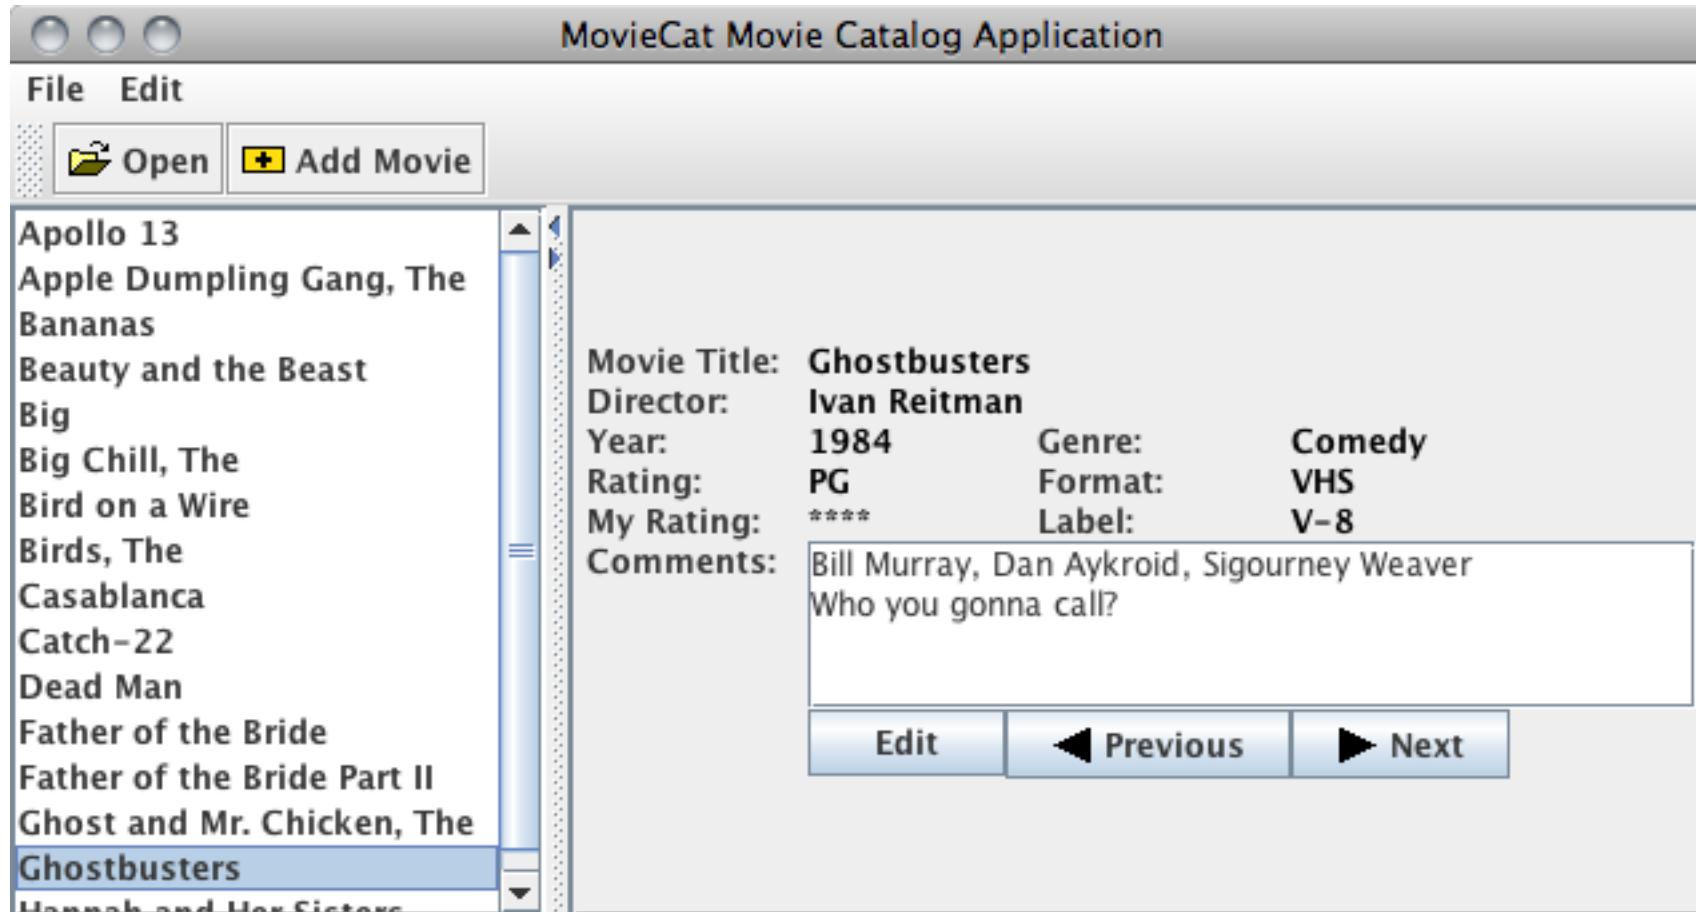 MovieCat Movie Catalog Application
File Edit
Open Add Movie
Apollo 13
Apple Dumpling Gang, The
Bananas
Beauty and the Beast
Big
Big Chill, The
Bird on a Wire
Birds, The
Casablanca
Catch-22
Dead Man
Father of the Bride
Father of the Bride Part II
Ghost and Mr. Chicken, The
Ghostbusters
Hannah and Her Sisters
Movie Title: Ghostbusters
Director: Ivan Reitman
Year: 1984 Genre: Comedy
Rating: PG Format: VHS
My Rating: **** Label: V-8
Comments: Bill Murray, Dan Aykroid, Sigourney Weaver
Who you gonna call?
Edit Previous Next